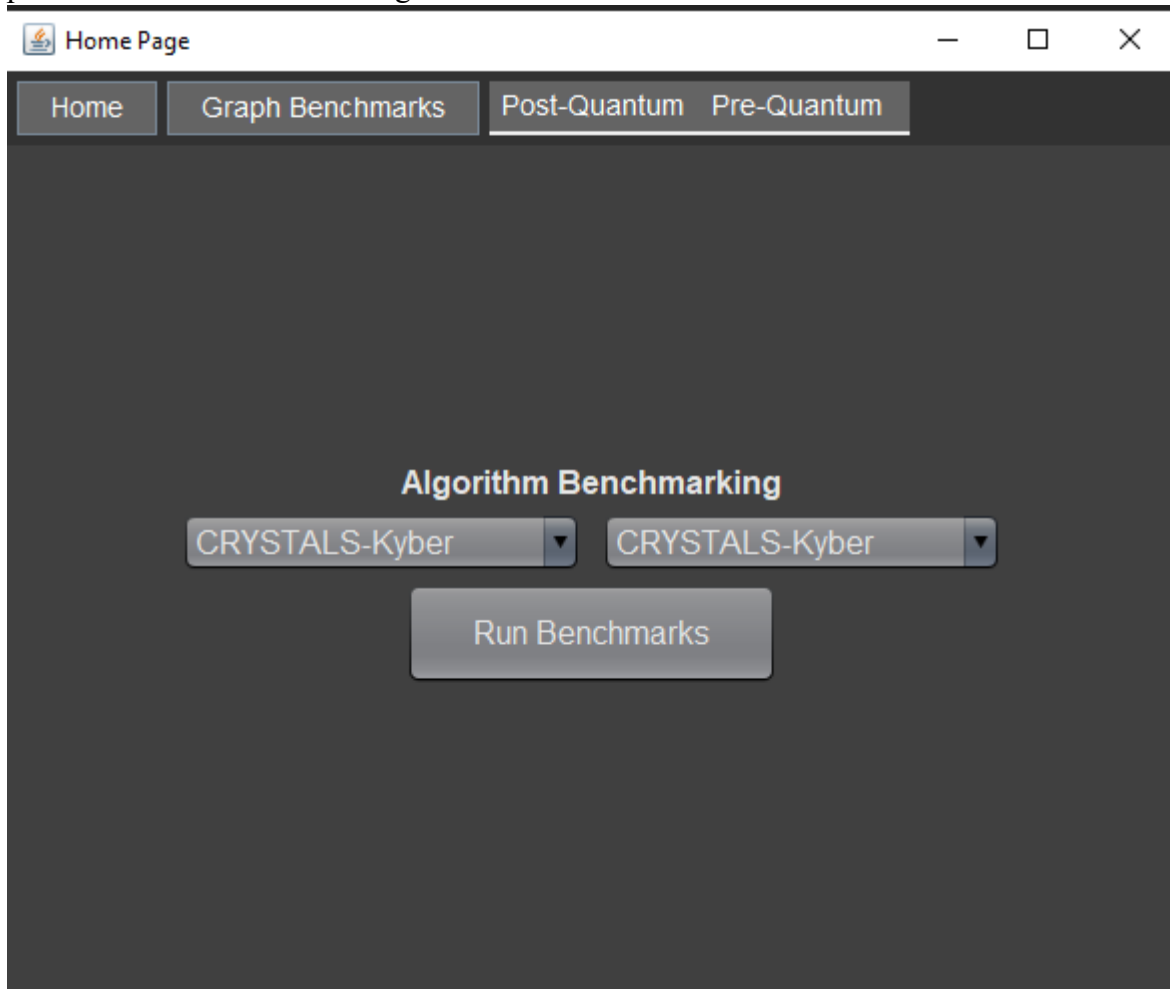 Home Page
Home Graph Benchmarks Post-Quantum Pre-Quantum
Algorithm Benchmarking
CRYSTALS-Kyber CRYSTALS-Kyber
Run Benchmarks